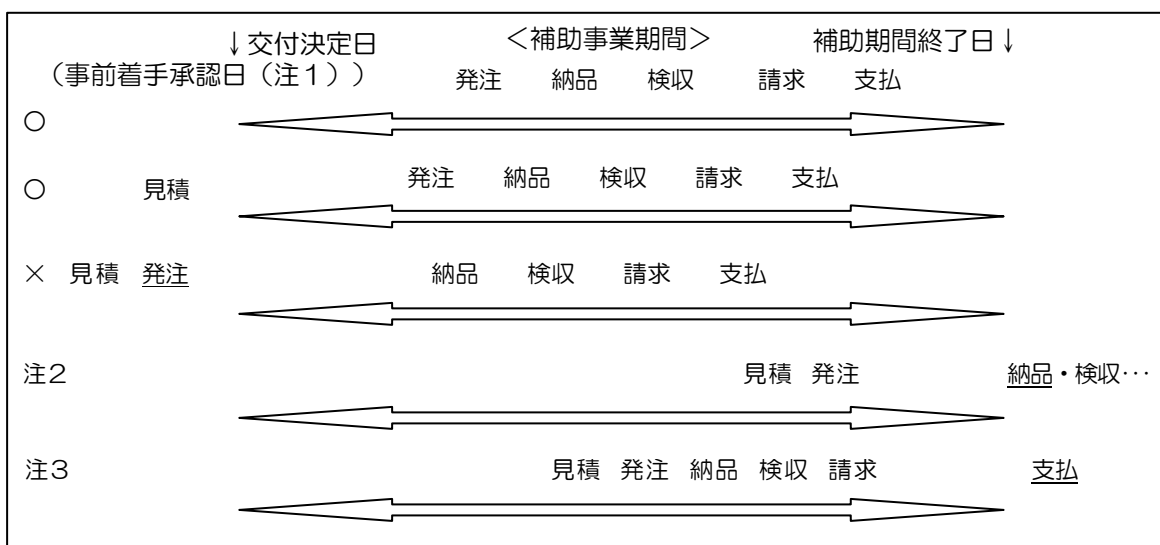 ↓交付決定日 <補助事業期間> 補助期間終了日↓
(事前着手承認日(注1)) 発注 納品 検収 請求 支払
○
○ 見積 発注 納品 検収 請求 支払
× 見積 発注 納品 検収 請求 支払
注2 見積 発注 納品・検収…
注3 見積 発注 納品 検収 請求 支払